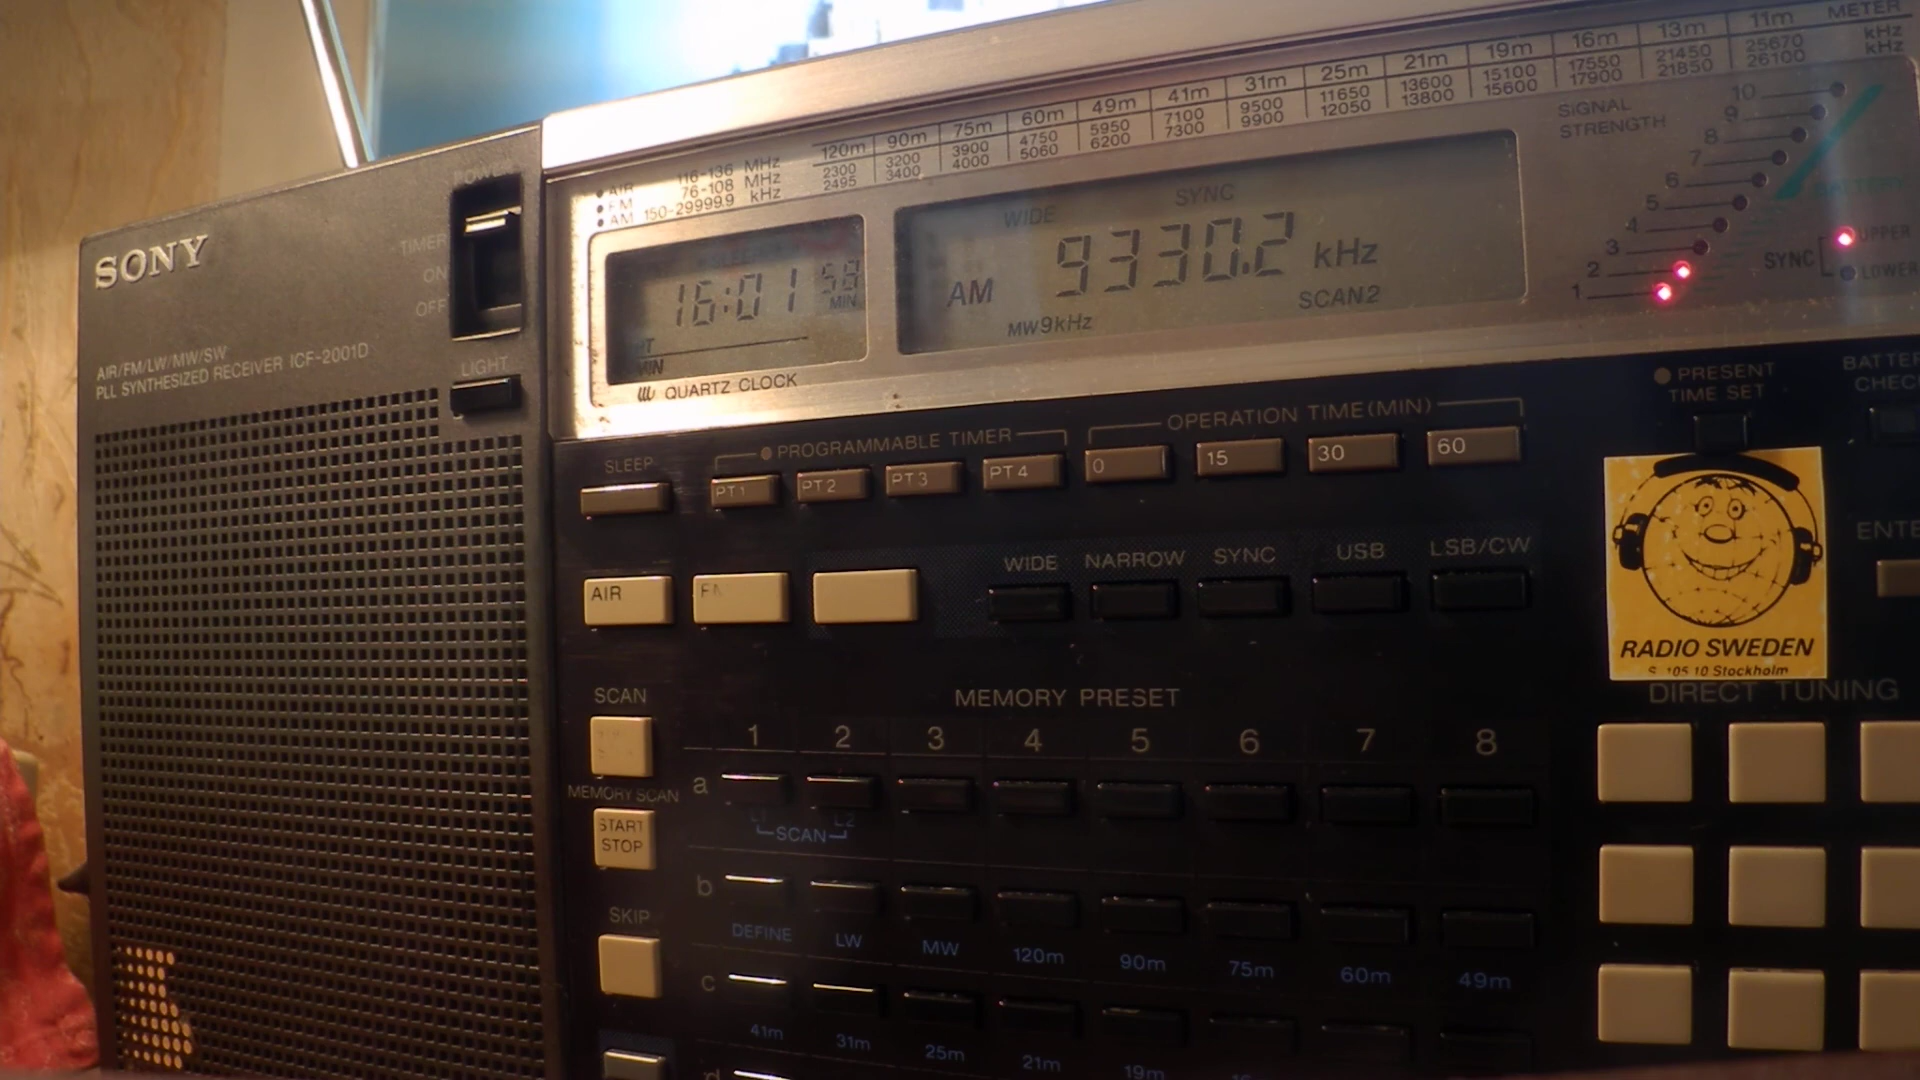 SONY
AIR/FM/LW/MW/SW
PLL SYNTHESIZED RECEIVER ICF-2001D
POWER
TIMER
ON
OFF
LIGHT
AIR 116-136 MHz
FM 76-108 MHz
AM 150-29999.9 kHz
120m 90m 75m 60m 49m 41m 31m 25m 21m 19m 16m 13m 11m METER
2300 3200 3900 4750 5950 7100 9500 11650 13600 15100 17550 21450 25670 kHz
2495 3400 4000 5060 6200 7300 9900 12050 13800 15600 17900 21850 26100 kHz
16:01 58
MIN
QUARTZ CLOCK
WIDE SYNC
AM 9330.2 kHz
MW9kHz SCAN2
SIGNAL
STRENGTH
10
9
8
7
6
5
4
3
2
1
BATTERY
SYNC UPPER
LOWER
SLEEP
PROGRAMMABLE TIMER
PT1 PT2 PT3 PT4
OPERATION TIME(MIN)
0 15 30 60
PRESENT
TIME SET
AIR
WIDE NARROW SYNC USB LSB/CW
RADIO SWEDEN
S-105 10 Stockholm
DIRECT TUNING
SCAN
MEMORY SCAN
START
STOP
SKIP
MEMORY PRESET
1 2 3 4 5 6 7 8
a
L1 SCAN L2
b
DEFINE LW MW 120m 90m 75m 60m 49m
c
41m 31m 25m 21m 19m
d